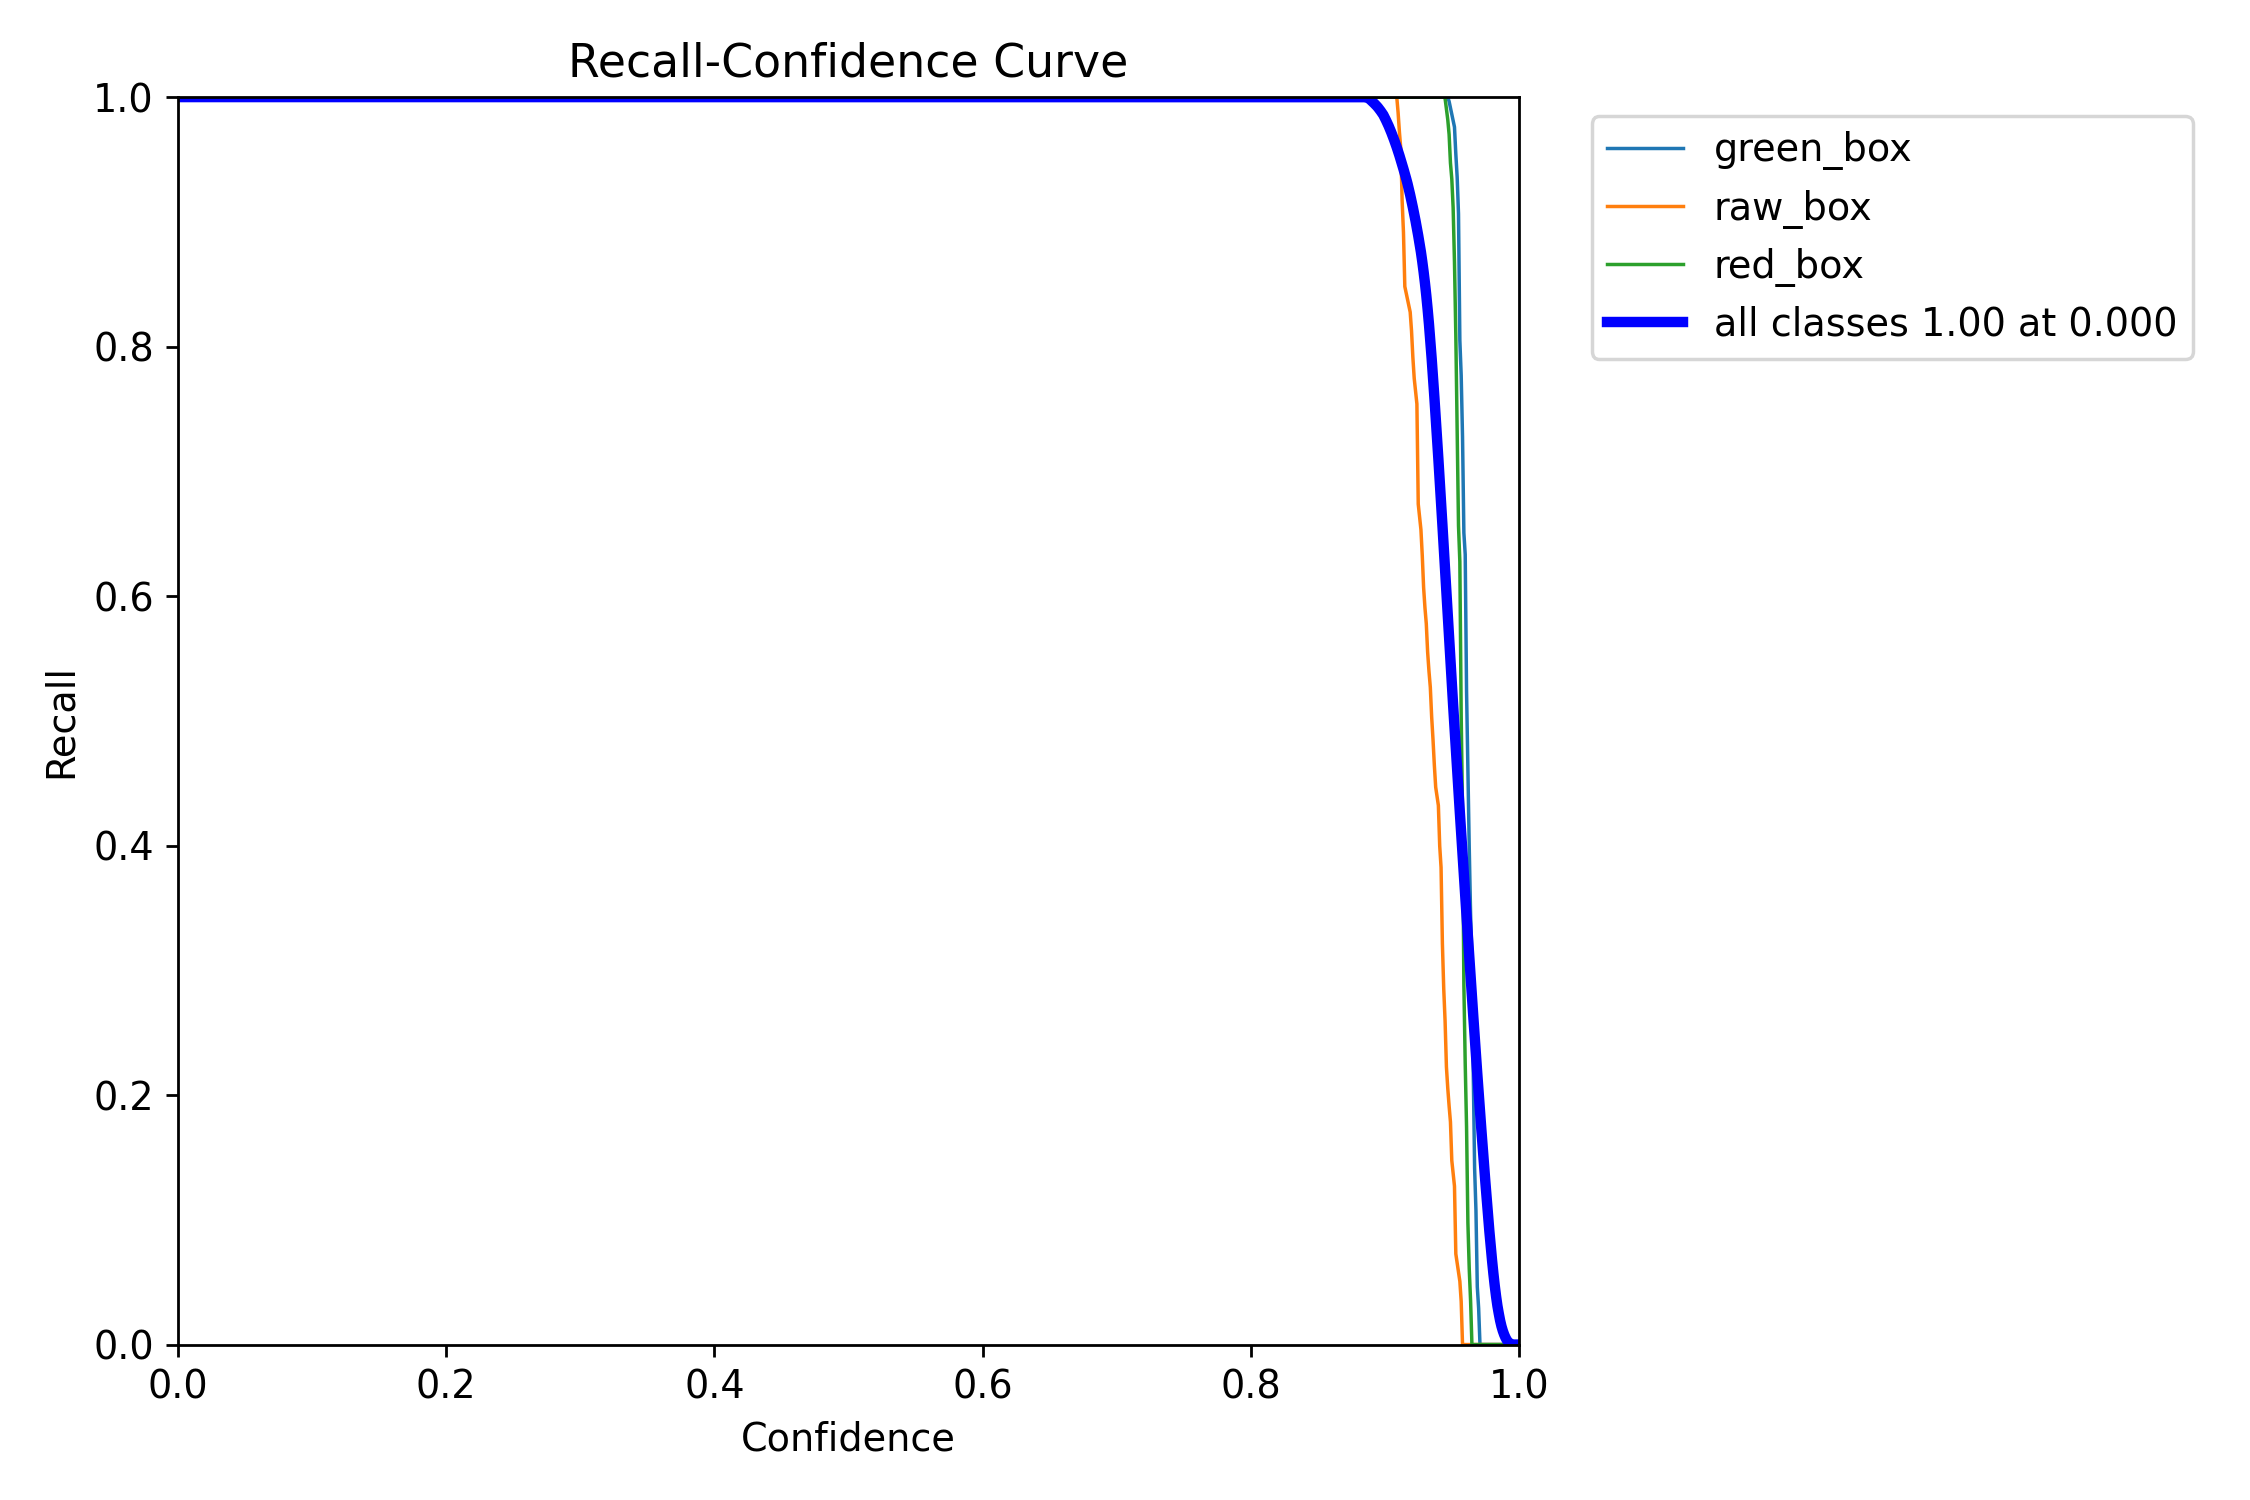 Recall-Confidence Curve
1.0
0.8
0.6
0.4
0.2
0.0
Recall
0.0 0.2 0.4 0.6 0.8 1.0
Confidence
green_box
raw_box
red_box
all classes 1.00 at 0.000